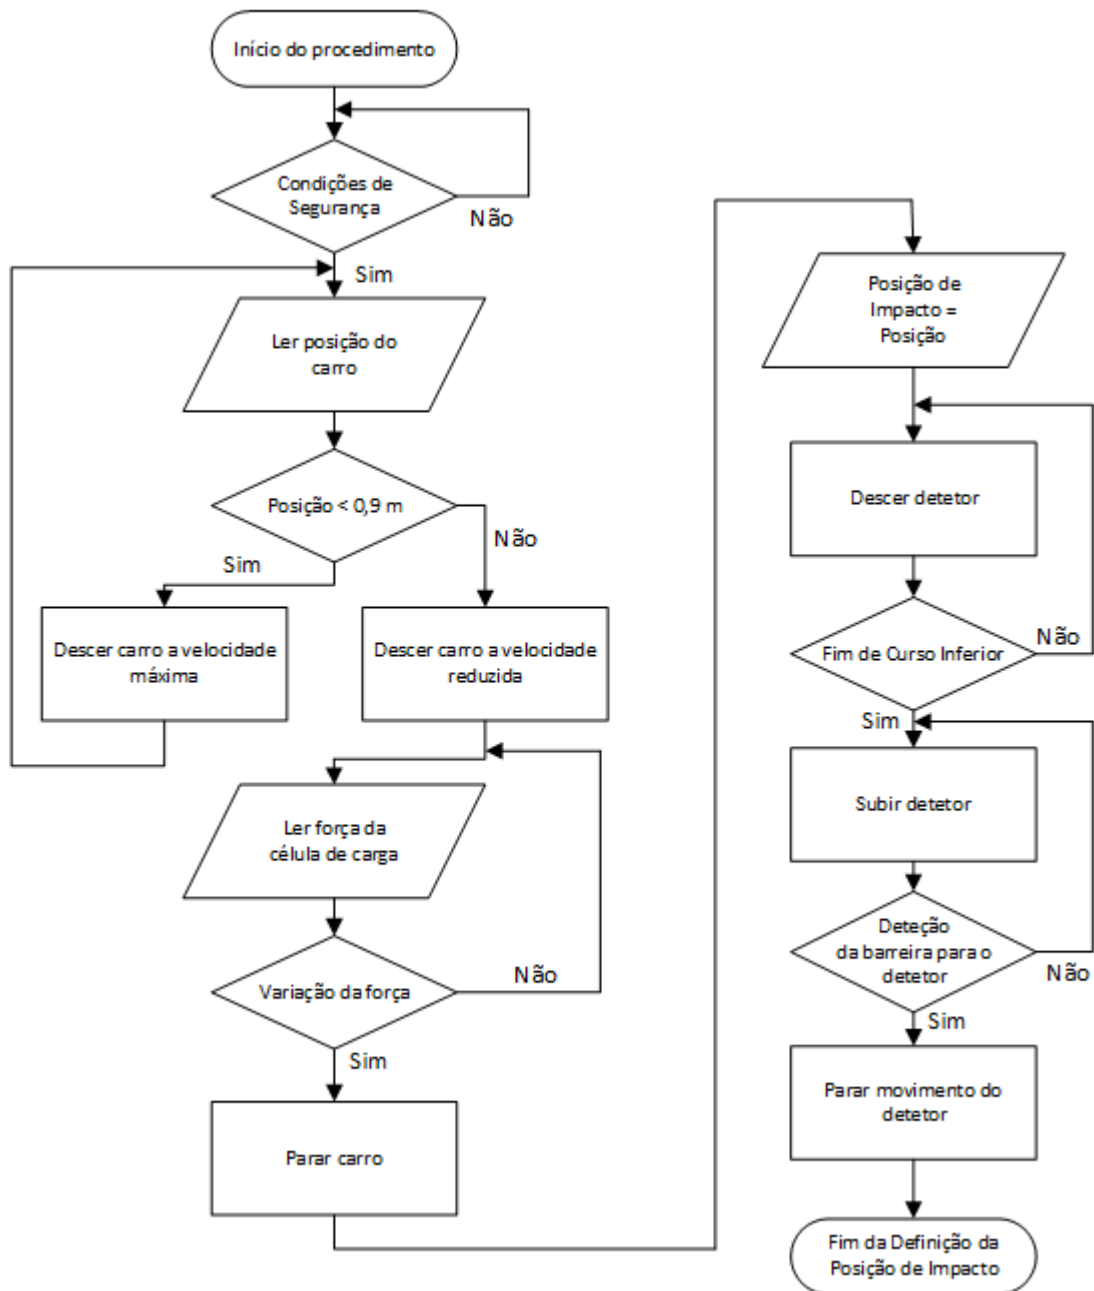 Início do procedimento
Condições de
Segurança
Não
Sim
Ler posição do
carro
Posição < 0,9 m
Não
Sim
Descer carro a velocidade
máxima
Descer carro a velocidade
reduzida
Ler força da
célula de carga
Variação da força
Não
Sim
Parar carro
Posição de
Impacto =
Posição
Descer detetor
Fim de Curso Inferior
Não
Sim
Subir detetor
Deteção
da barreira para o
detetor
Não
Sim
Parar movimento do
detetor
Fim da Definição da
Posição de Impacto